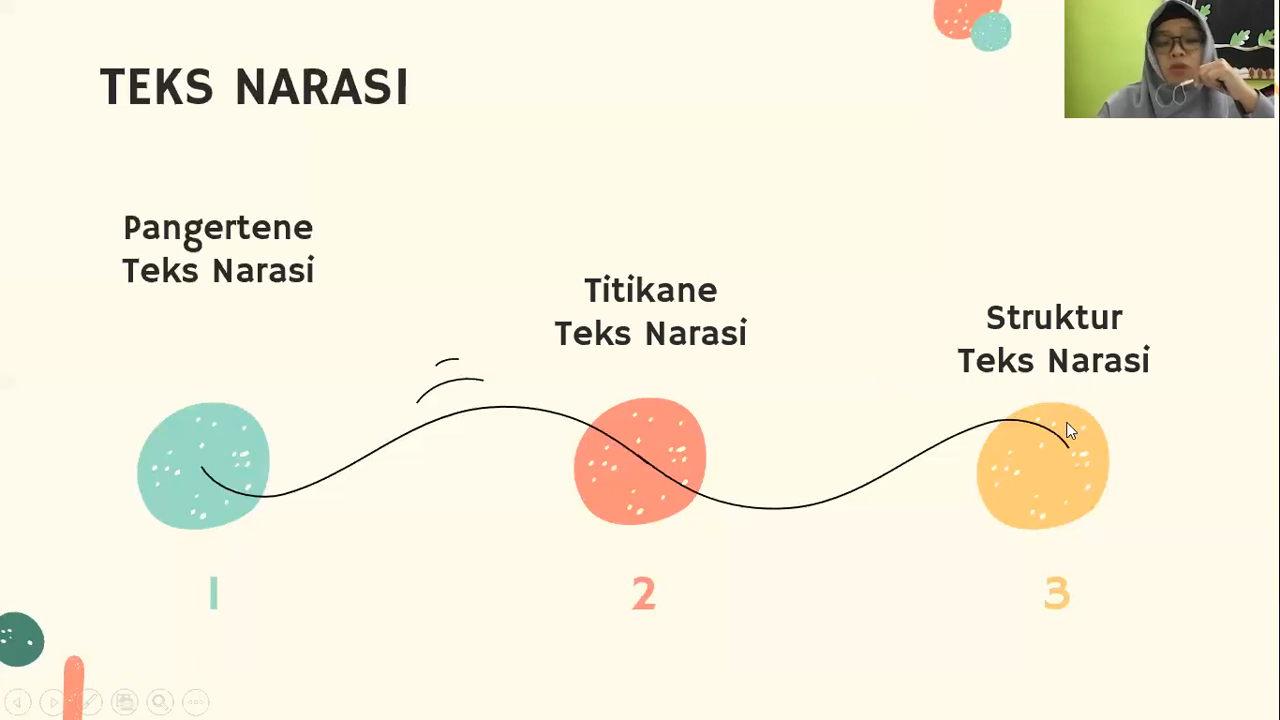 TEKS NARASI
Pangertene
Teks Narasi
Titikane
Teks Narasi
Struktur
Teks Narasi
1
2
3